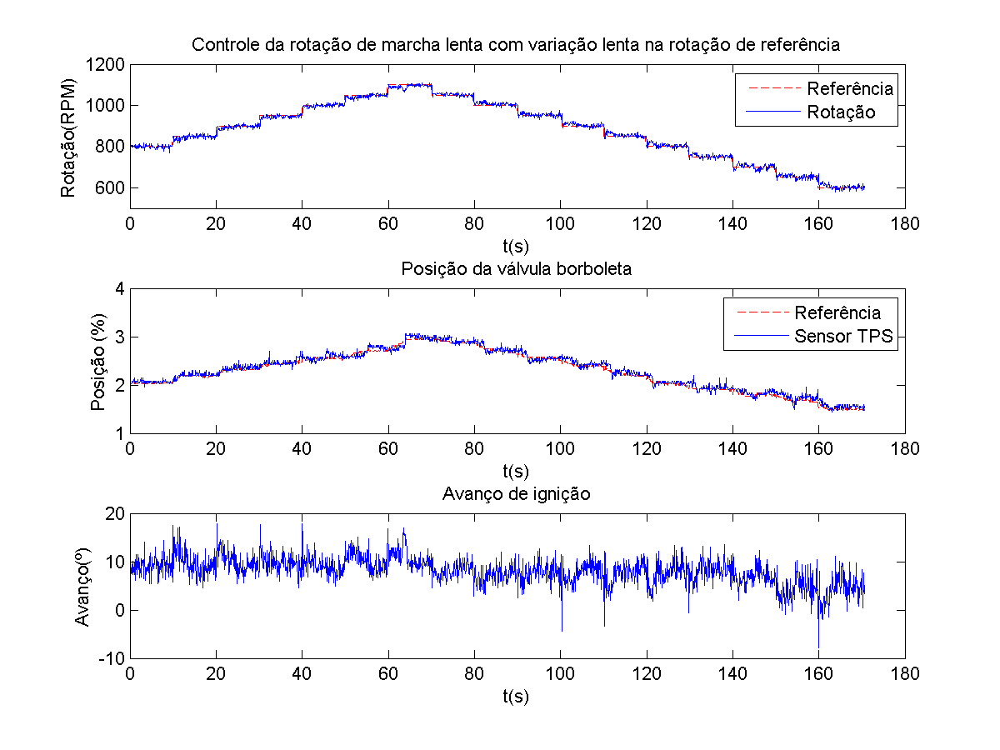 Controle da rotação de marcha lenta com variação lenta na rotação de referência
1200
1000
800
600
Rotação(RPM)
Referência
Rotação
0 20 40 60 80 100 120 140 160 180
t(s)
Posição da válvula borboleta
4
3
2
1
Posição (%)
Referência
Sensor TPS
0 20 40 60 80 100 120 140 160 180
t(s)
Avanço de ignição
20
10
0
-10
Avanço(º)
0 20 40 60 80 100 120 140 160 180
t(s)